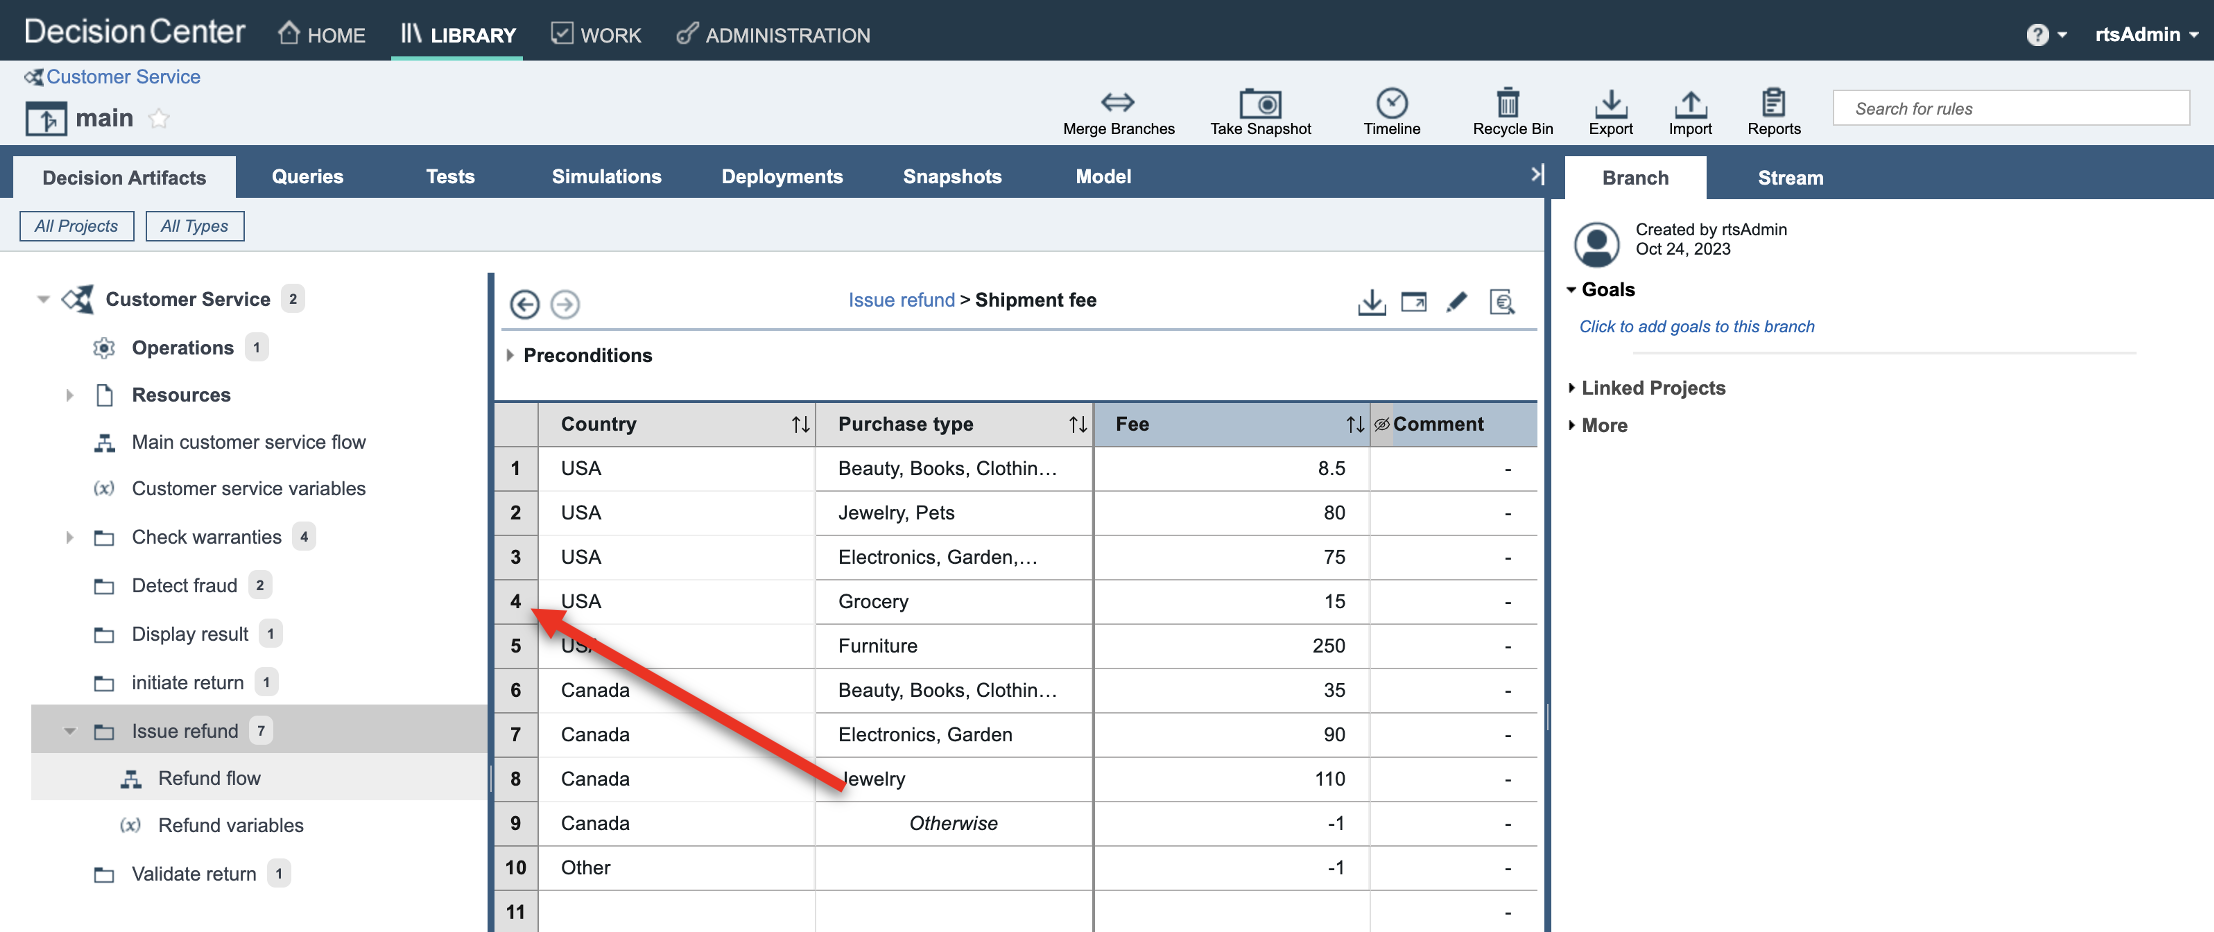 Decision Center HOME LIBRARY WORK ADMINISTRATION ? rtsAdmin
Customer Service
main
Merge Branches Take Snapshot Timeline Recycle Bin Export Import Reports Search for rules
Decision Artifacts Queries Tests Simulations Deployments Snapshots Model
All Projects All Types
Customer Service 2
Operations 1
Resources
Main customer service flow
(x) Customer service variables
Check warranties 4
Detect fraud 2
Display result 1
initiate return 1
Issue refund 7
Refund flow
(x) Refund variables
Validate return 1
Issue refund > Shipment fee
Preconditions
Country Purchase type Fee Comment
1 USA Beauty, Books, Clothin... 8.5 -
2 USA Jewelry, Pets 80 -
3 USA Electronics, Garden,... 75 -
4 USA Grocery 15 -
5 USA Furniture 250 -
6 Canada Beauty, Books, Clothin... 35 -
7 Canada Electronics, Garden 90 -
8 Canada Jewelry 110 -
9 Canada Otherwise -1 -
10 Other -1 -
11 -
Branch Stream
Created by rtsAdmin
Oct 24, 2023
Goals
Click to add goals to this branch
Linked Projects
More